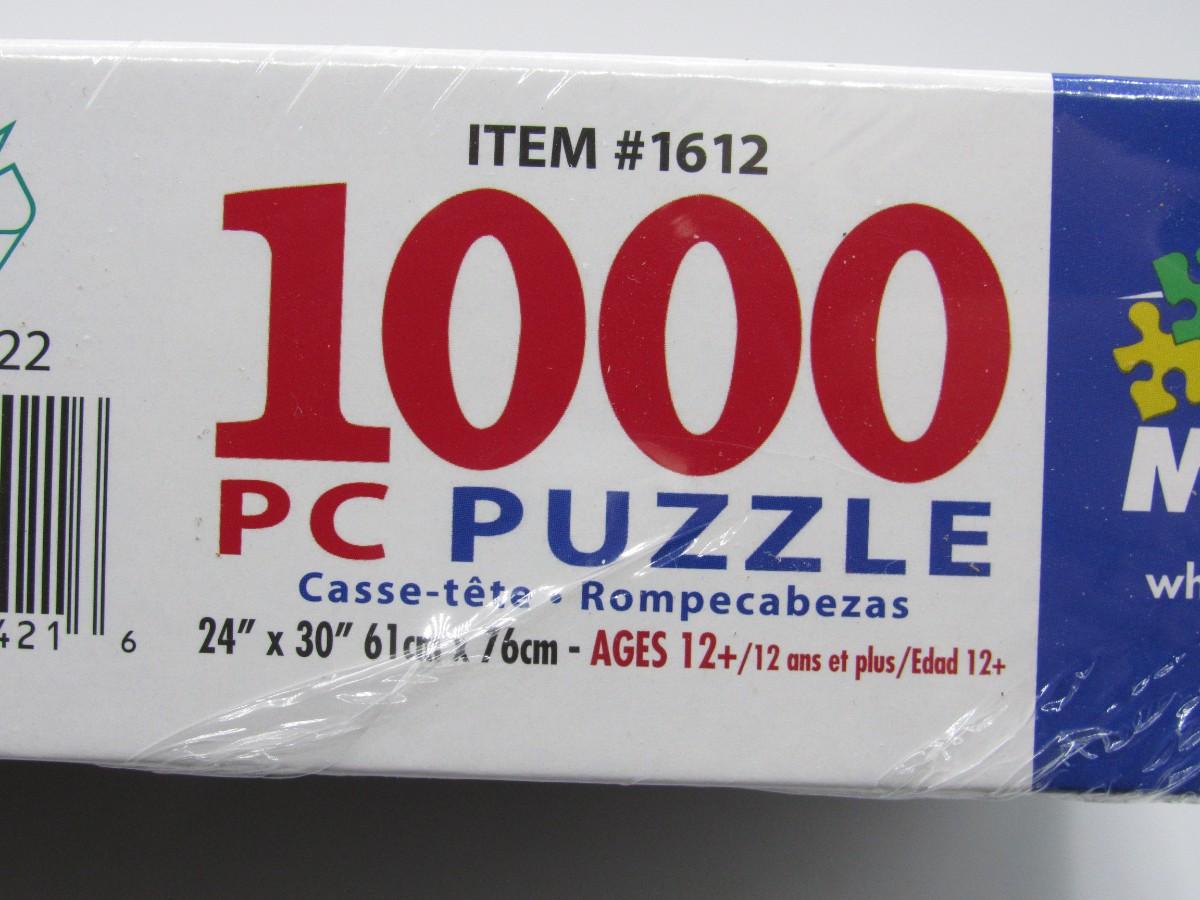 ITEM #1612
1000
PC PUZZLE
Casse-tête • Rompecabezas
24” x 30” 61cm x 76cm - AGES 12+/12 ans et plus/Edad 12+
22
421 6